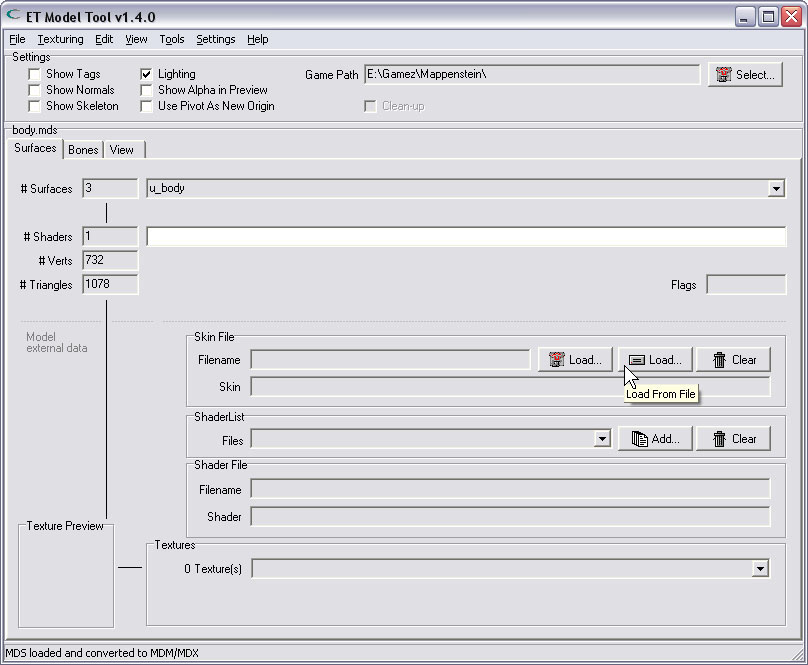 ET Model Tool v1.4.0
File Texturing Edit View Tools Settings Help
Settings
Show Tags Lighting Game Path E:\Gamez\Mappenstein\ Select...
Show Normals Show Alpha in Preview
Show Skeleton Use Pivot As New Origin Clean-up
body.mds
Surfaces Bones View
# Surfaces 3 u_body
# Shaders 1
# Verts 732
# Triangles 1078 Flags
Model
external data
Skin File
Filename Load... Load... Clear
Skin
Load From File
ShaderList
Files Add... Clear
Shader File
Filename
Shader
Texture Preview
Textures
0 Texture(s)
MDS loaded and converted to MDM/MDX